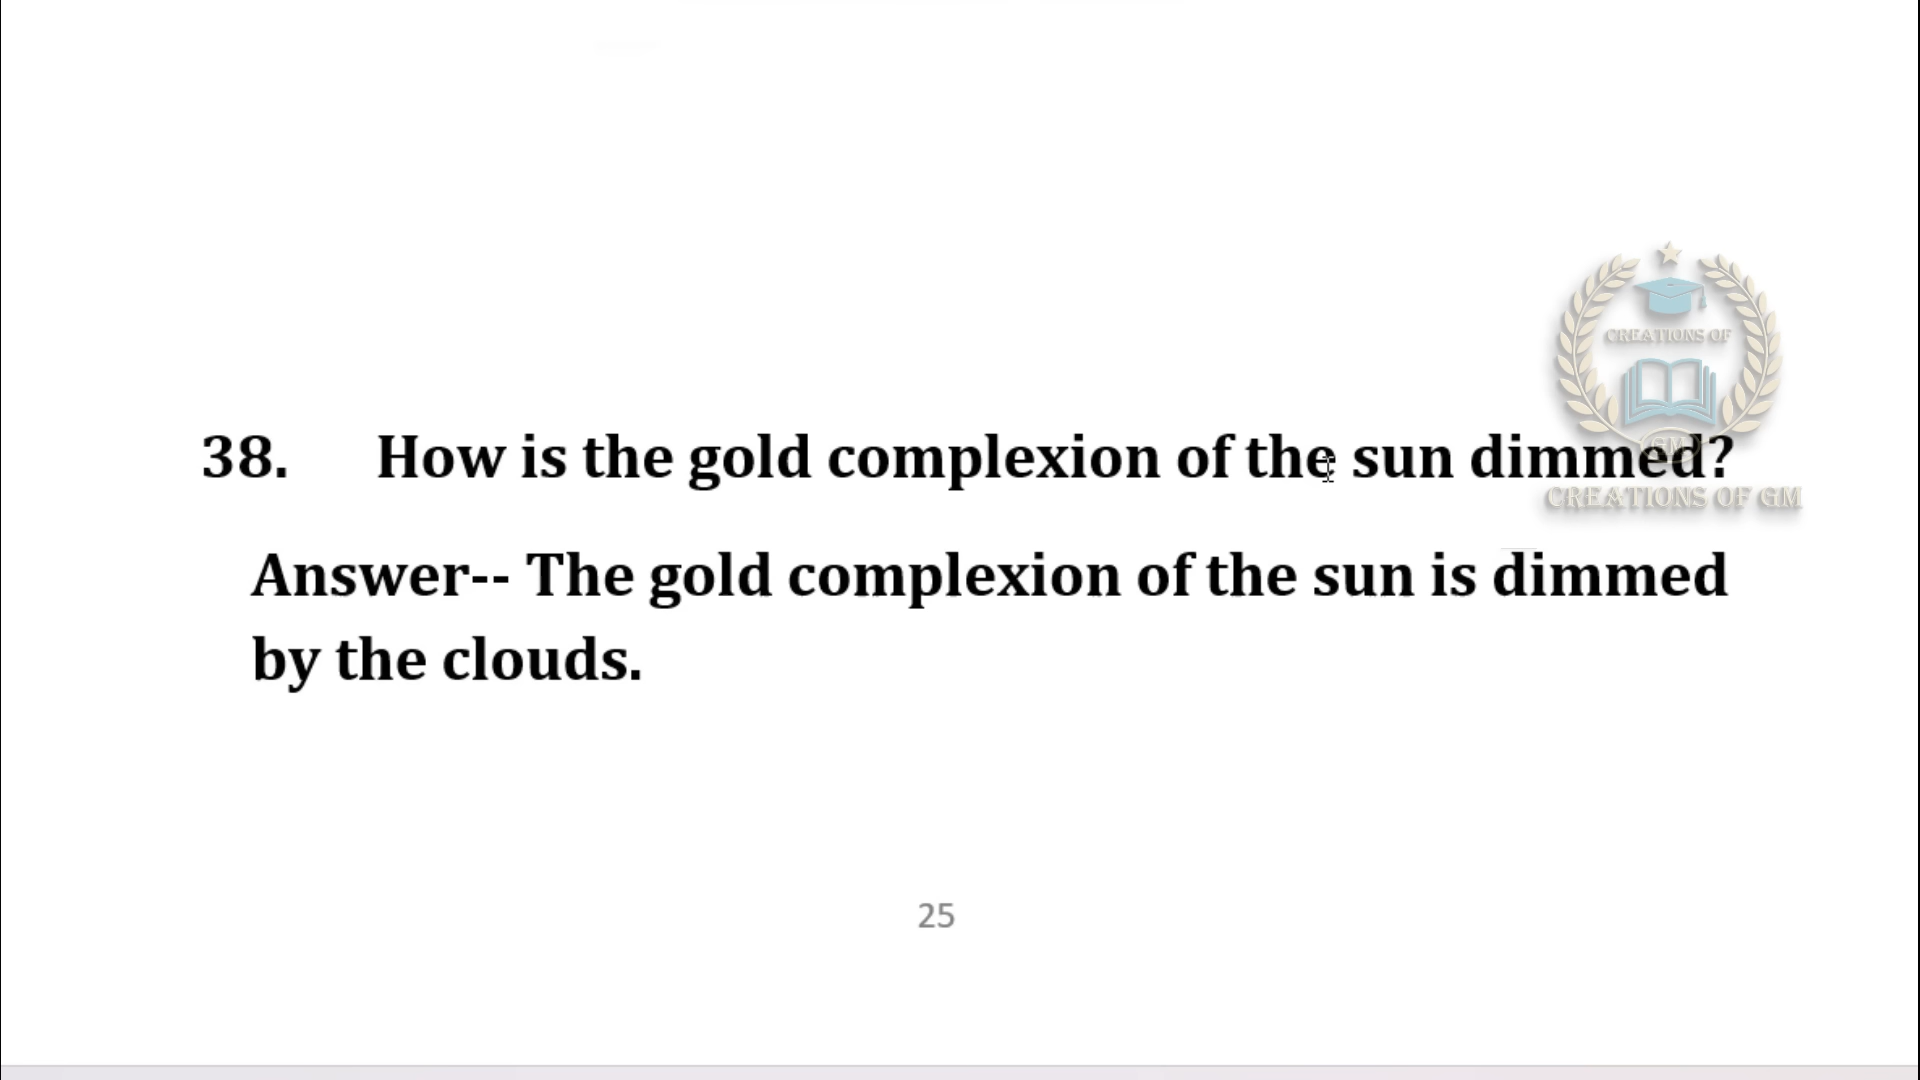 CREATIONS OF
GM
CREATIONS OF GM
38. How is the gold complexion of the sun dimmed?
Answer-- The gold complexion of the sun is dimmed
by the clouds.
25